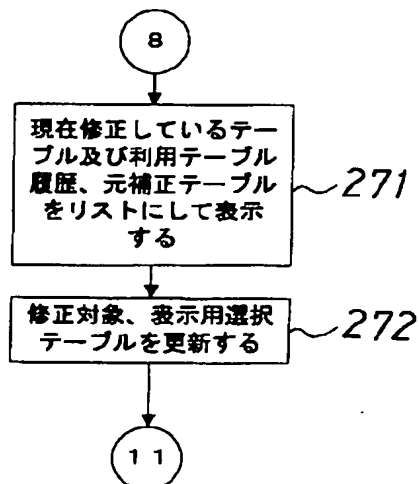 8
現在修正しているテー
ブル及び利用テーブル
履歴、元補正テーブル
をリストにして表示
する
271
修正対象、表示用選択
テーブルを更新する
272
11